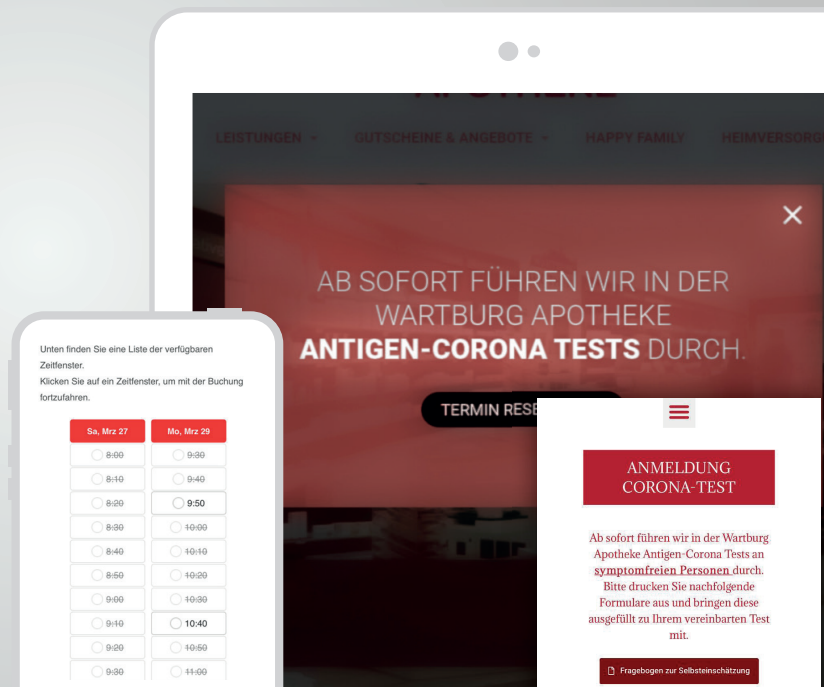 LEISTUNGEN
GUTSCHEINE & ANGEBOTE
HAPPY FAMILY
AB SOFORT FÜHREN WIR IN DER
WARTBURG APOTHEKE
ANTIGEN-CORONA TESTS DURCH.
TERMIN RESE
Unten finden Sie eine Liste der verfügbaren
Zeitfenster.
Klicken Sie auf ein Zeitfenster, um mit der Buchung
fortzufahren.
Sa, Mrz 27 Mo, Mrz 29
8:00 9:30
8:10 9:40
8:20 9:50
8:30 10:00
8:40 10:10
8:50 10:20
9:00 10:30
9:10 10:40
9:20 10:50
9:30 11:00
ANMELDUNG
CORONA-TEST
Ab sofort führen wir in der Wartburg
Apotheke Antigen-Corona Tests an
symptomfreien Personen durch.
Bitte drucken Sie nachfolgende
Formulare aus und bringen diese
ausgefüllt zu Ihrem vereinbarten Test
mit.
Fragebogen zur Selbsteinschätzung